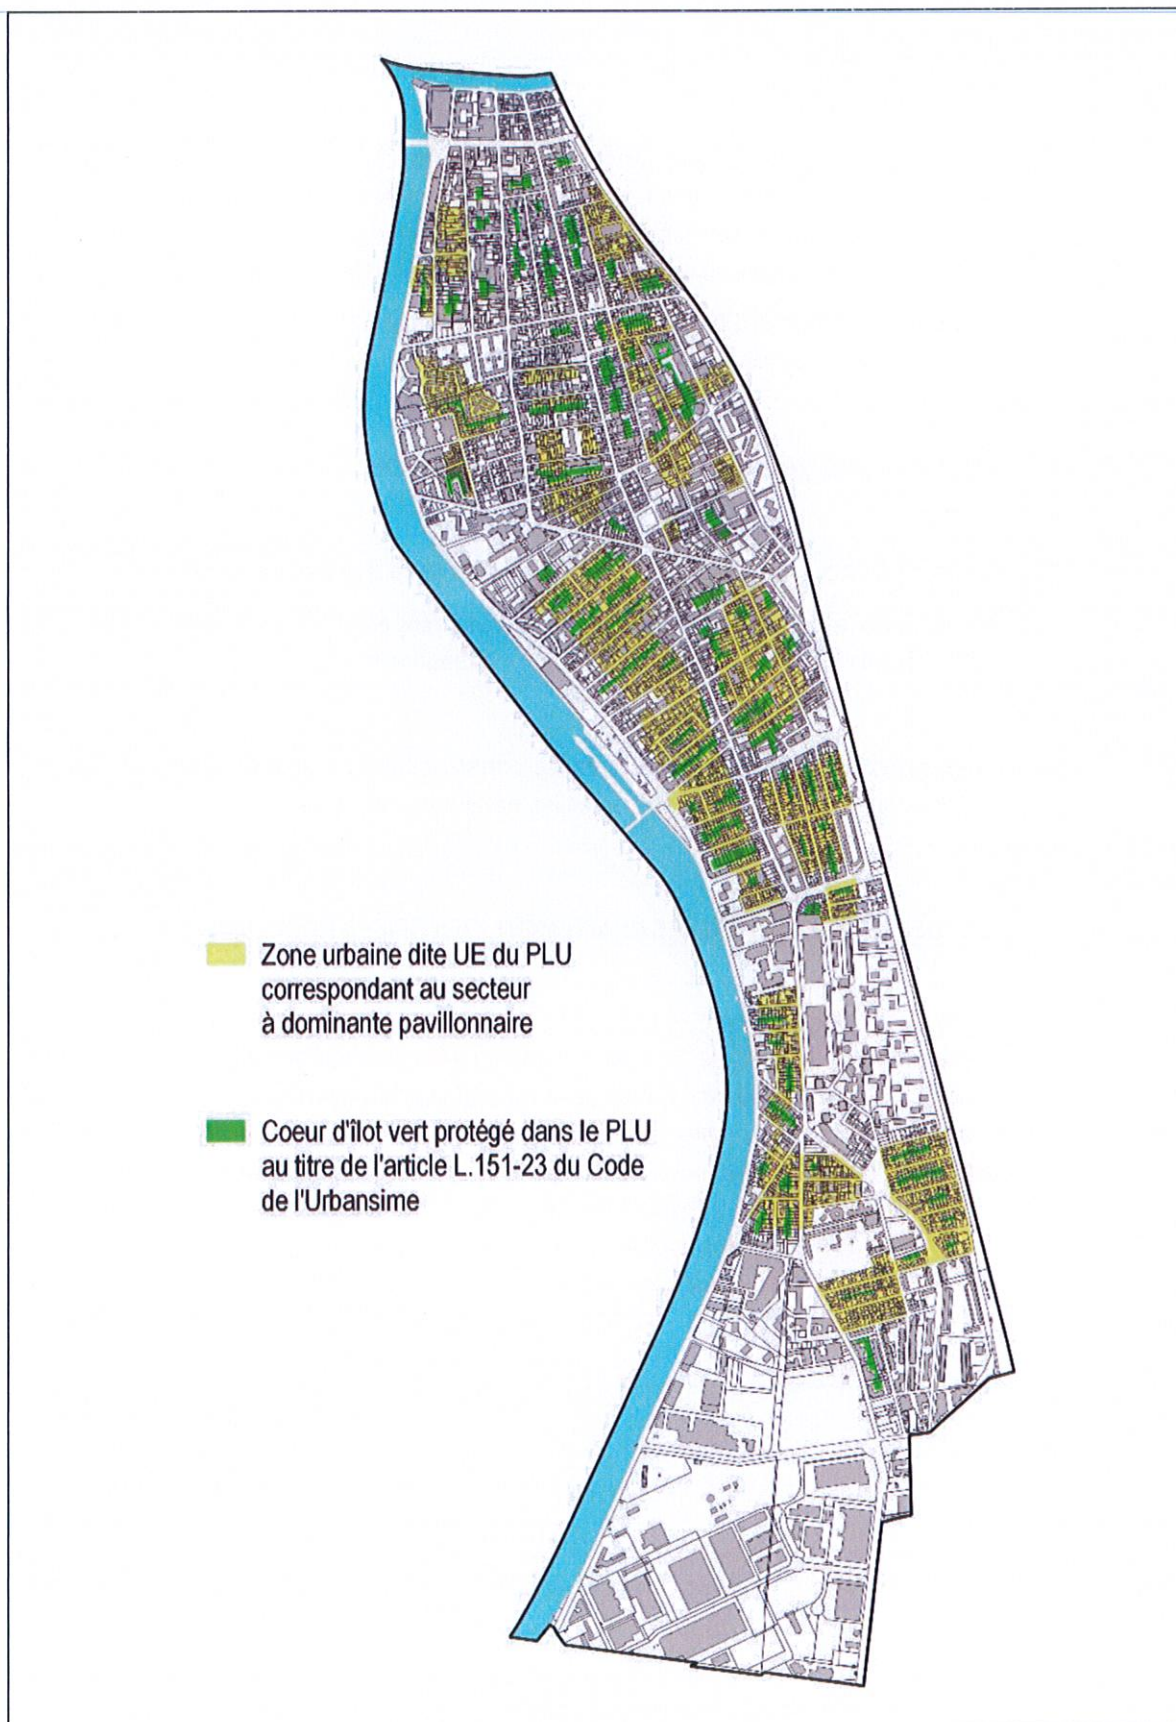 Zone urbaine dite UE du PLU
correspondant au secteur
à dominante pavillonnaire
Coeur d'îlot vert protégé dans le PLU
au titre de l'article L.151-23 du Code
de l'Urbansime